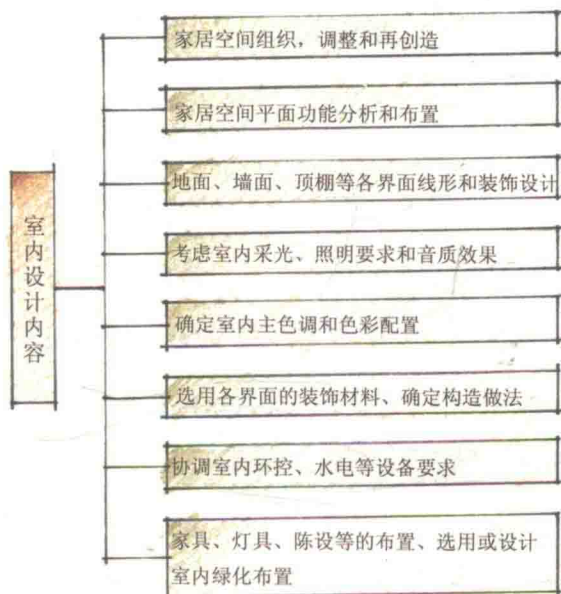 室内设计内容
家居空间组织，调整和再创造
家居空间平面功能分析和布置
地面、墙面、顶棚等各界面线形和装饰设计
考虑室内采光、照明要求和音质效果
确定室内主色调和色彩配置
选用各界面的装饰材料、确定构造做法
协调室内环控、水电等设备要求
家具、灯具、陈设等的布置、选用或设计
室内绿化布置